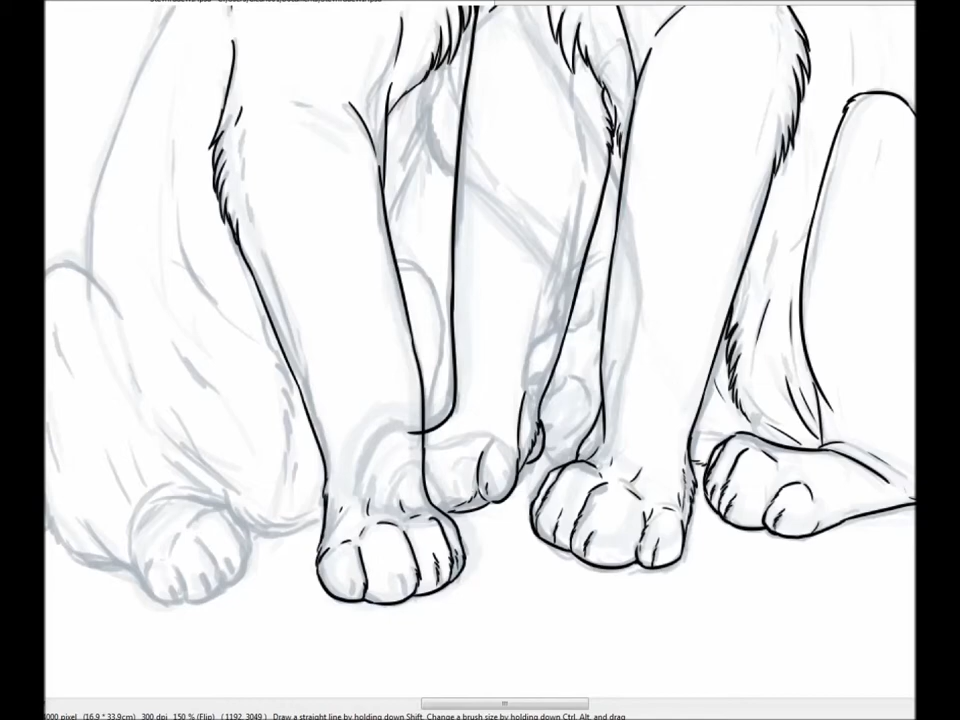 000 pixel (16.9 * 33.9cm) 300 dpi 150 % (Flip) ( 1192, 3049 ) Draw a straight line by holding down Shift, Change a brush size by holding down Ctrl, Alt, and drag